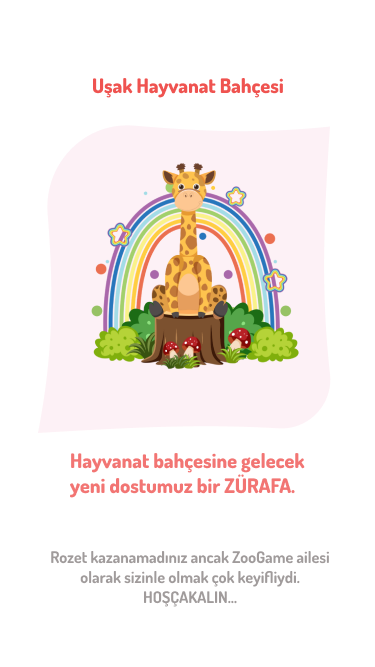 Uşak Hayvanat Bahçesi
Hayvanat bahçesine gelecek
yeni dostumuz bir ZÜRAFA.
Rozet kazanamadınız ancak ZooGame ailesi
olarak sizinle olmak çok keyifliydi.
HOŞÇAKALIN...